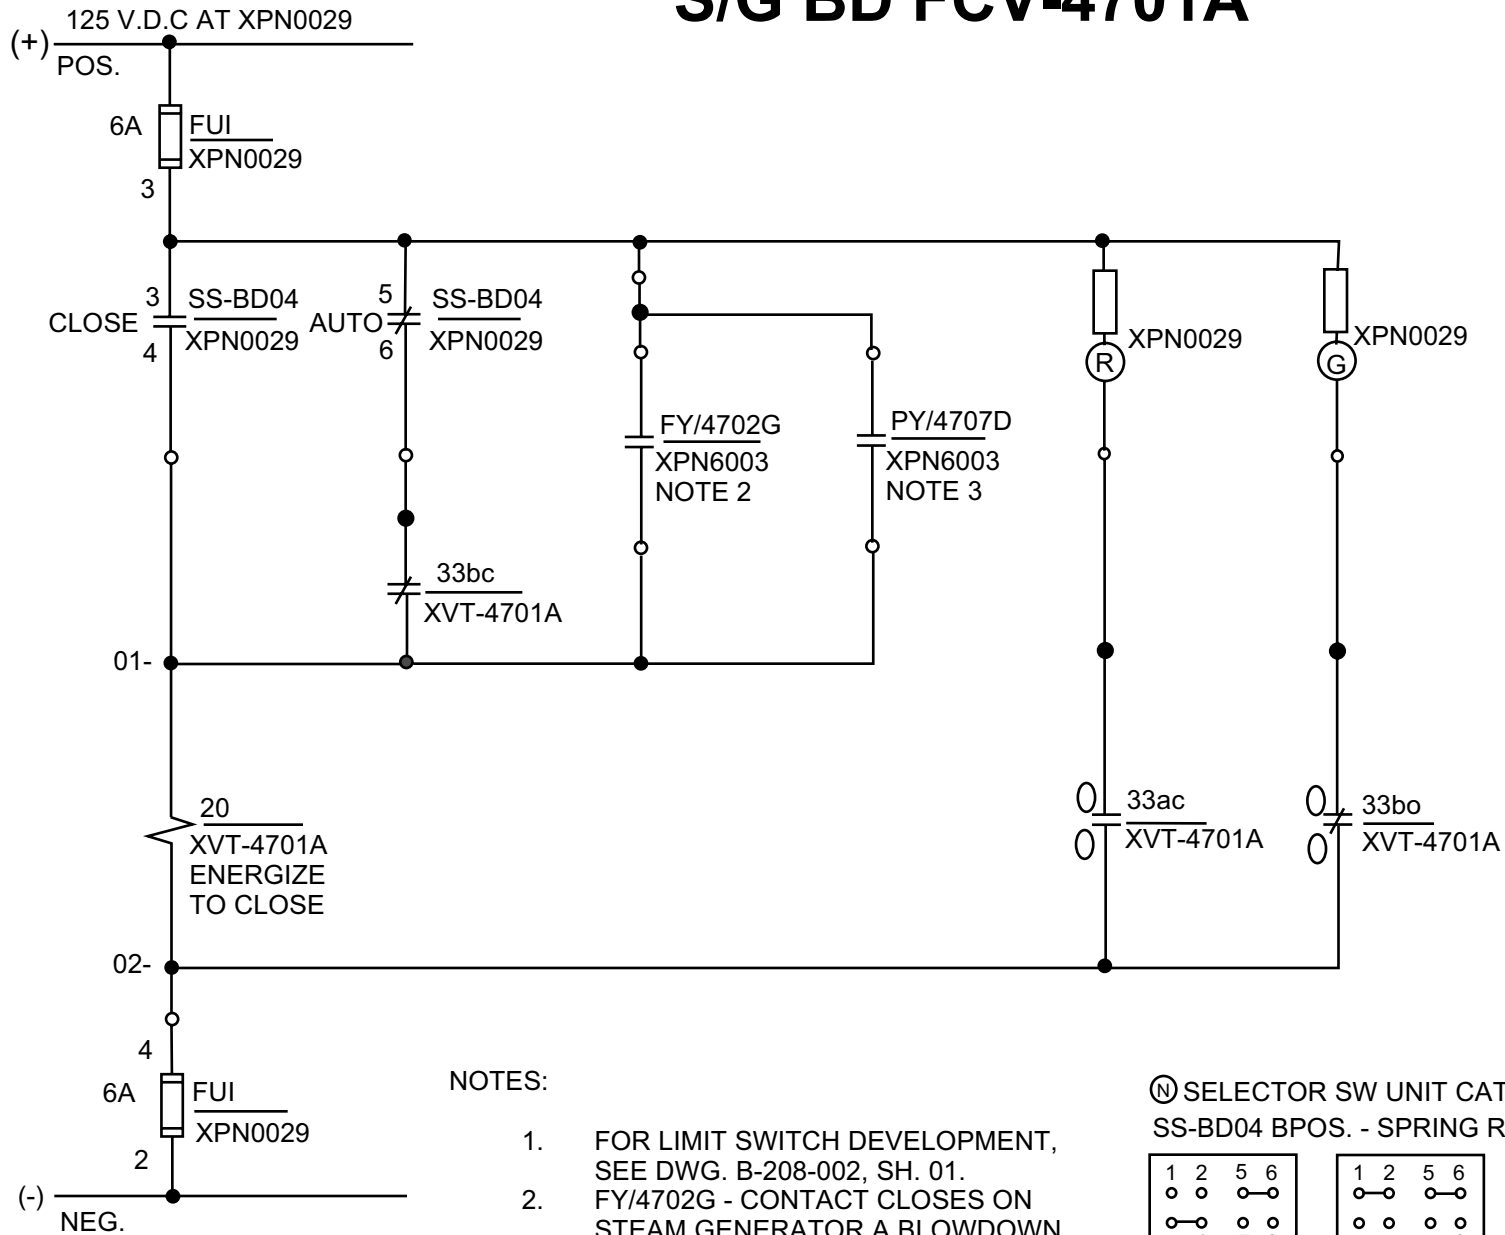 S/G BD FCV-4701A
125 V.D.C AT XPN0029
(+)
POS.
6A
FUI
XPN0029
3
3
4
CLOSE
SS-BD04
XPN0029
AUTO
5
6
SS-BD04
XPN0029
FY/4702G
XPN6003
NOTE 2
PY/4707D
XPN6003
NOTE 3
R
XPN0029
G
XPN0029
33bc
XVT-4701A
01-
20
XVT-4701A
ENERGIZE
TO CLOSE
33ac
XVT-4701A
33bo
XVT-4701A
02-
4
6A
FUI
XPN0029
2
(-)
NEG.
NOTES:
1. FOR LIMIT SWITCH DEVELOPMENT,
SEE DWG. B-208-002, SH. 01.
2. FY/4702G - CONTACT CLOSES ON
STEAM GENERATOR A BLOWDOWN
N SELECTOR SW UNIT CAT
SS-BD04 BPOS. - SPRING R
1 2 5 6
1 2 5 6